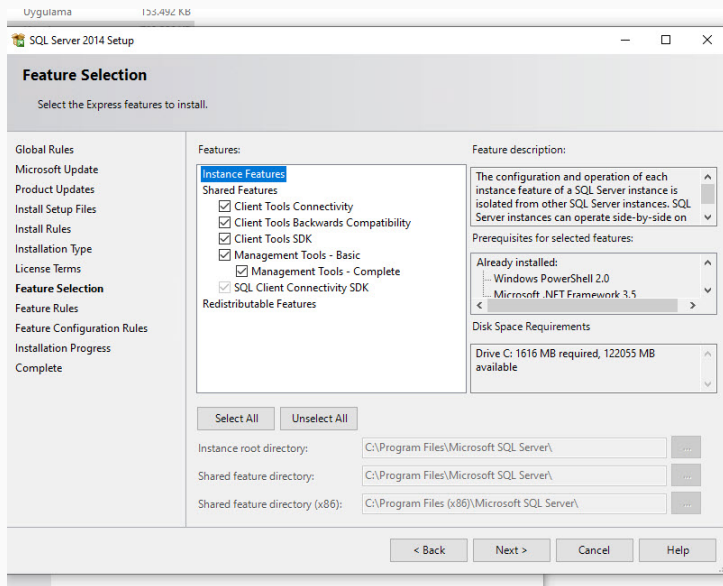 Uygulama 153.492 KB
SQL Server 2014 Setup
Feature Selection
Select the Express features to install.
Global Rules
Microsoft Update
Product Updates
Install Setup Files
Install Rules
Installation Type
License Terms
Feature Selection
Feature Rules
Feature Configuration Rules
Installation Progress
Complete
Features:
Instance Features
Shared Features
Client Tools Connectivity
Client Tools Backwards Compatibility
Client Tools SDK
Management Tools - Basic
Management Tools - Complete
SQL Client Connectivity SDK
Redistributable Features
Feature description:
The configuration and operation of each
instance feature of a SQL Server instance is
isolated from other SQL Server instances. SQL
Server instances can operate side-by-side on
Prerequisites for selected features:
Already installed:
Windows PowerShell 2.0
Microsoft .NET Framework 3.5
Disk Space Requirements
Drive C: 1616 MB required, 122055 MB
available
Select All
Unselect All
Instance root directory:
C:\Program Files\Microsoft SQL Server\
...
Shared feature directory:
C:\Program Files\Microsoft SQL Server\
...
Shared feature directory (x86):
C:\Program Files (x86)\Microsoft SQL Server\
...
< Back
Next >
Cancel
Help